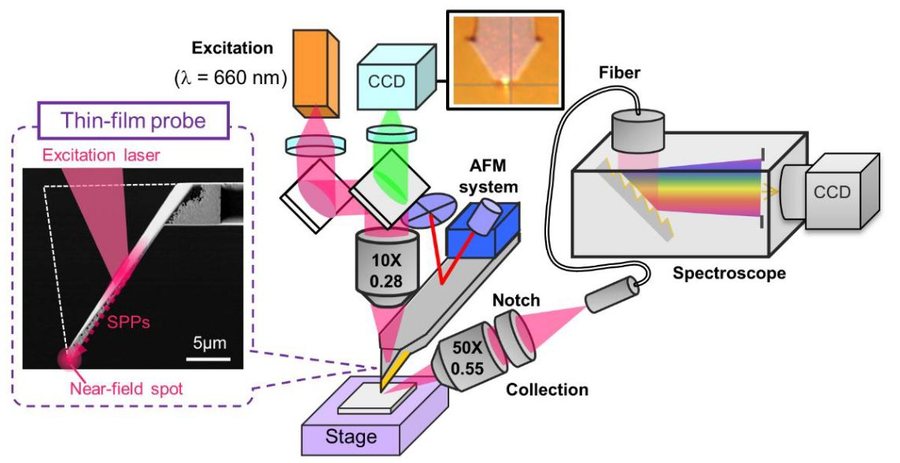 Excitation
(λ = 660 nm)
CCD
Fiber
Thin-film probe
Excitation laser
SPPs
5µm
Near-field spot
AFM
system
10X
0.28
CCD
Spectroscope
Notch
50X
0.55
Collection
Stage